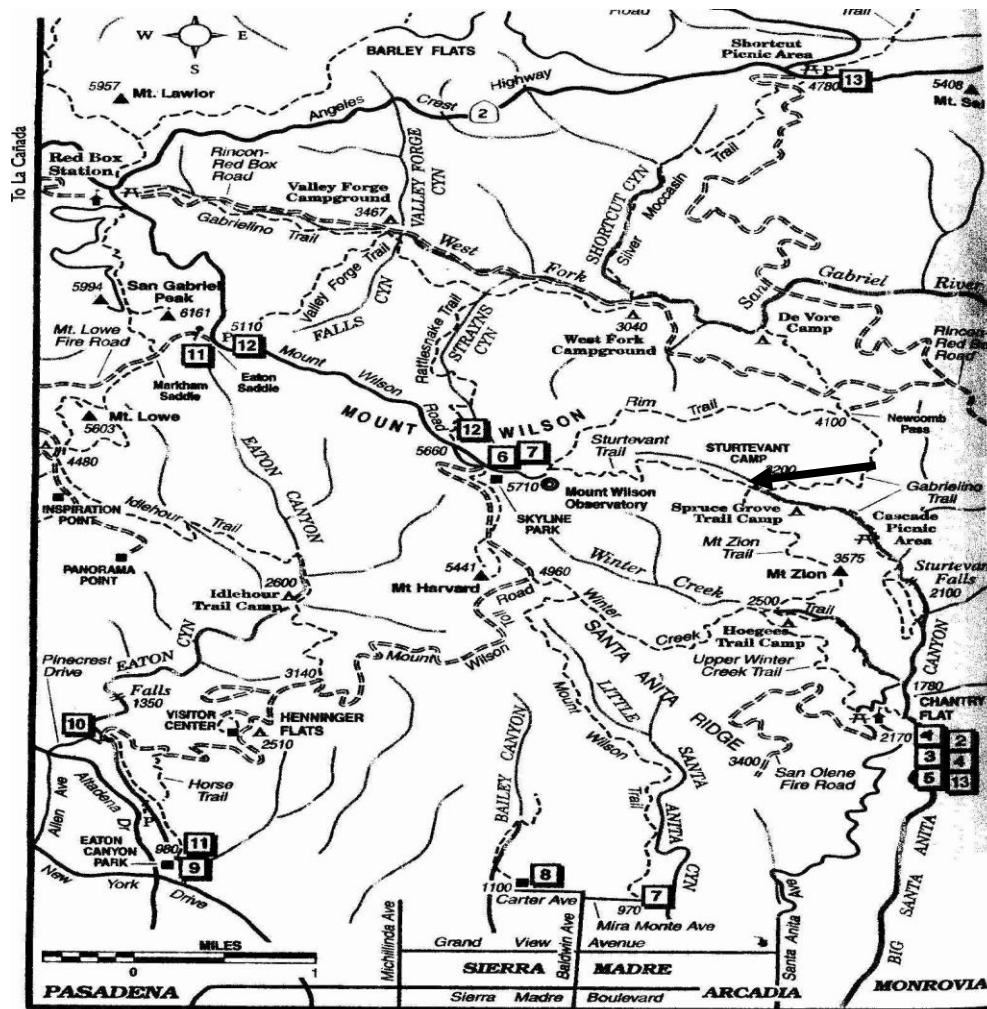 Road
Trail
W
E
S
BARLEY FLATS
Shortcut
Picnic Area
P
13
4780
5408
5957
Mt. Lawlor
Angeles
Crest
2
Highway
To La Cañada
Red Box
Station
Rincon-
Red Box
Road
Valley Forge
Campground
3467
VALLEY FORGE
CYN
Gabrielino
Trail
SHORTCUT CYN
Silver
Moccasin
Trail
West
Fork
San
Gabriel
River
5994
San Gabriel
Peak
6161
Valley Forge Trail
FALLS
CYN
Rattlesnake Trail
STRAYNS
CYN
3040
West Fork
Campground
De Vore
Camp
Mt. Lowe
Fire Road
5110
P
12
11
Eaton
Saddle
Markham
Saddle
Mount
Wilson
Road
Mt. Lowe
5603
4480
MOUNT
WILSON
Rim
Trail
4100
Newcomb
Pass
INSPIRATION
POINT
EATON
CANYON
12
5660
6
7
5710
Mount Wilson
Observatory
SKYLINE
PARK
Sturtevant
Trail
STURTEVANT
CAMP
Gabrielino
Trail
Spruce Grove
Trail Camp
Cascade
Picnic
Area
Idlehour
Trail
PANORAMA
POINT
2600
Idlehour
Trail Camp
5441
Mt Harvard
4960
Mt Zion
Trail
3575
Mt Zion
Falls
2100
Winter
Creek
2500
Trail
Hoegees
Trail Camp
Winter
Creek
Upper Winter
Creek Trail
CANYON
1780
CHANTRY
FLAT
2170
4
2
3
4
5
13
EATON
CYN
3140
Mount
Wilson
Toll
Road
SANTA
ANITA
RIDGE
3400
San Olene
Fire Road
Pinecrest
Drive
Falls
1350
VISITOR
CENTER
HENNINGER
FLATS
2510
10
Horse
Trail
Allen Ave
Altadena Dr
P
EATON
CANYON
PARK
980
11
9
New
York
Drive
BAILEY CANYON
Mount
Wilson
Trail
LITTLE
SANTA
ANITA
CYN
1100
8
Carter Ave
970
7
Mira Monte Ave
BIG
SANTA
ANITA
Michillinda Ave
Baldwin Ave
Santa Anita Ave
MILES
0
1
Grand View Avenue
SIERRA MADRE
Sierra Madre Boulevard
PASADENA
ARCADIA
MONROVIA